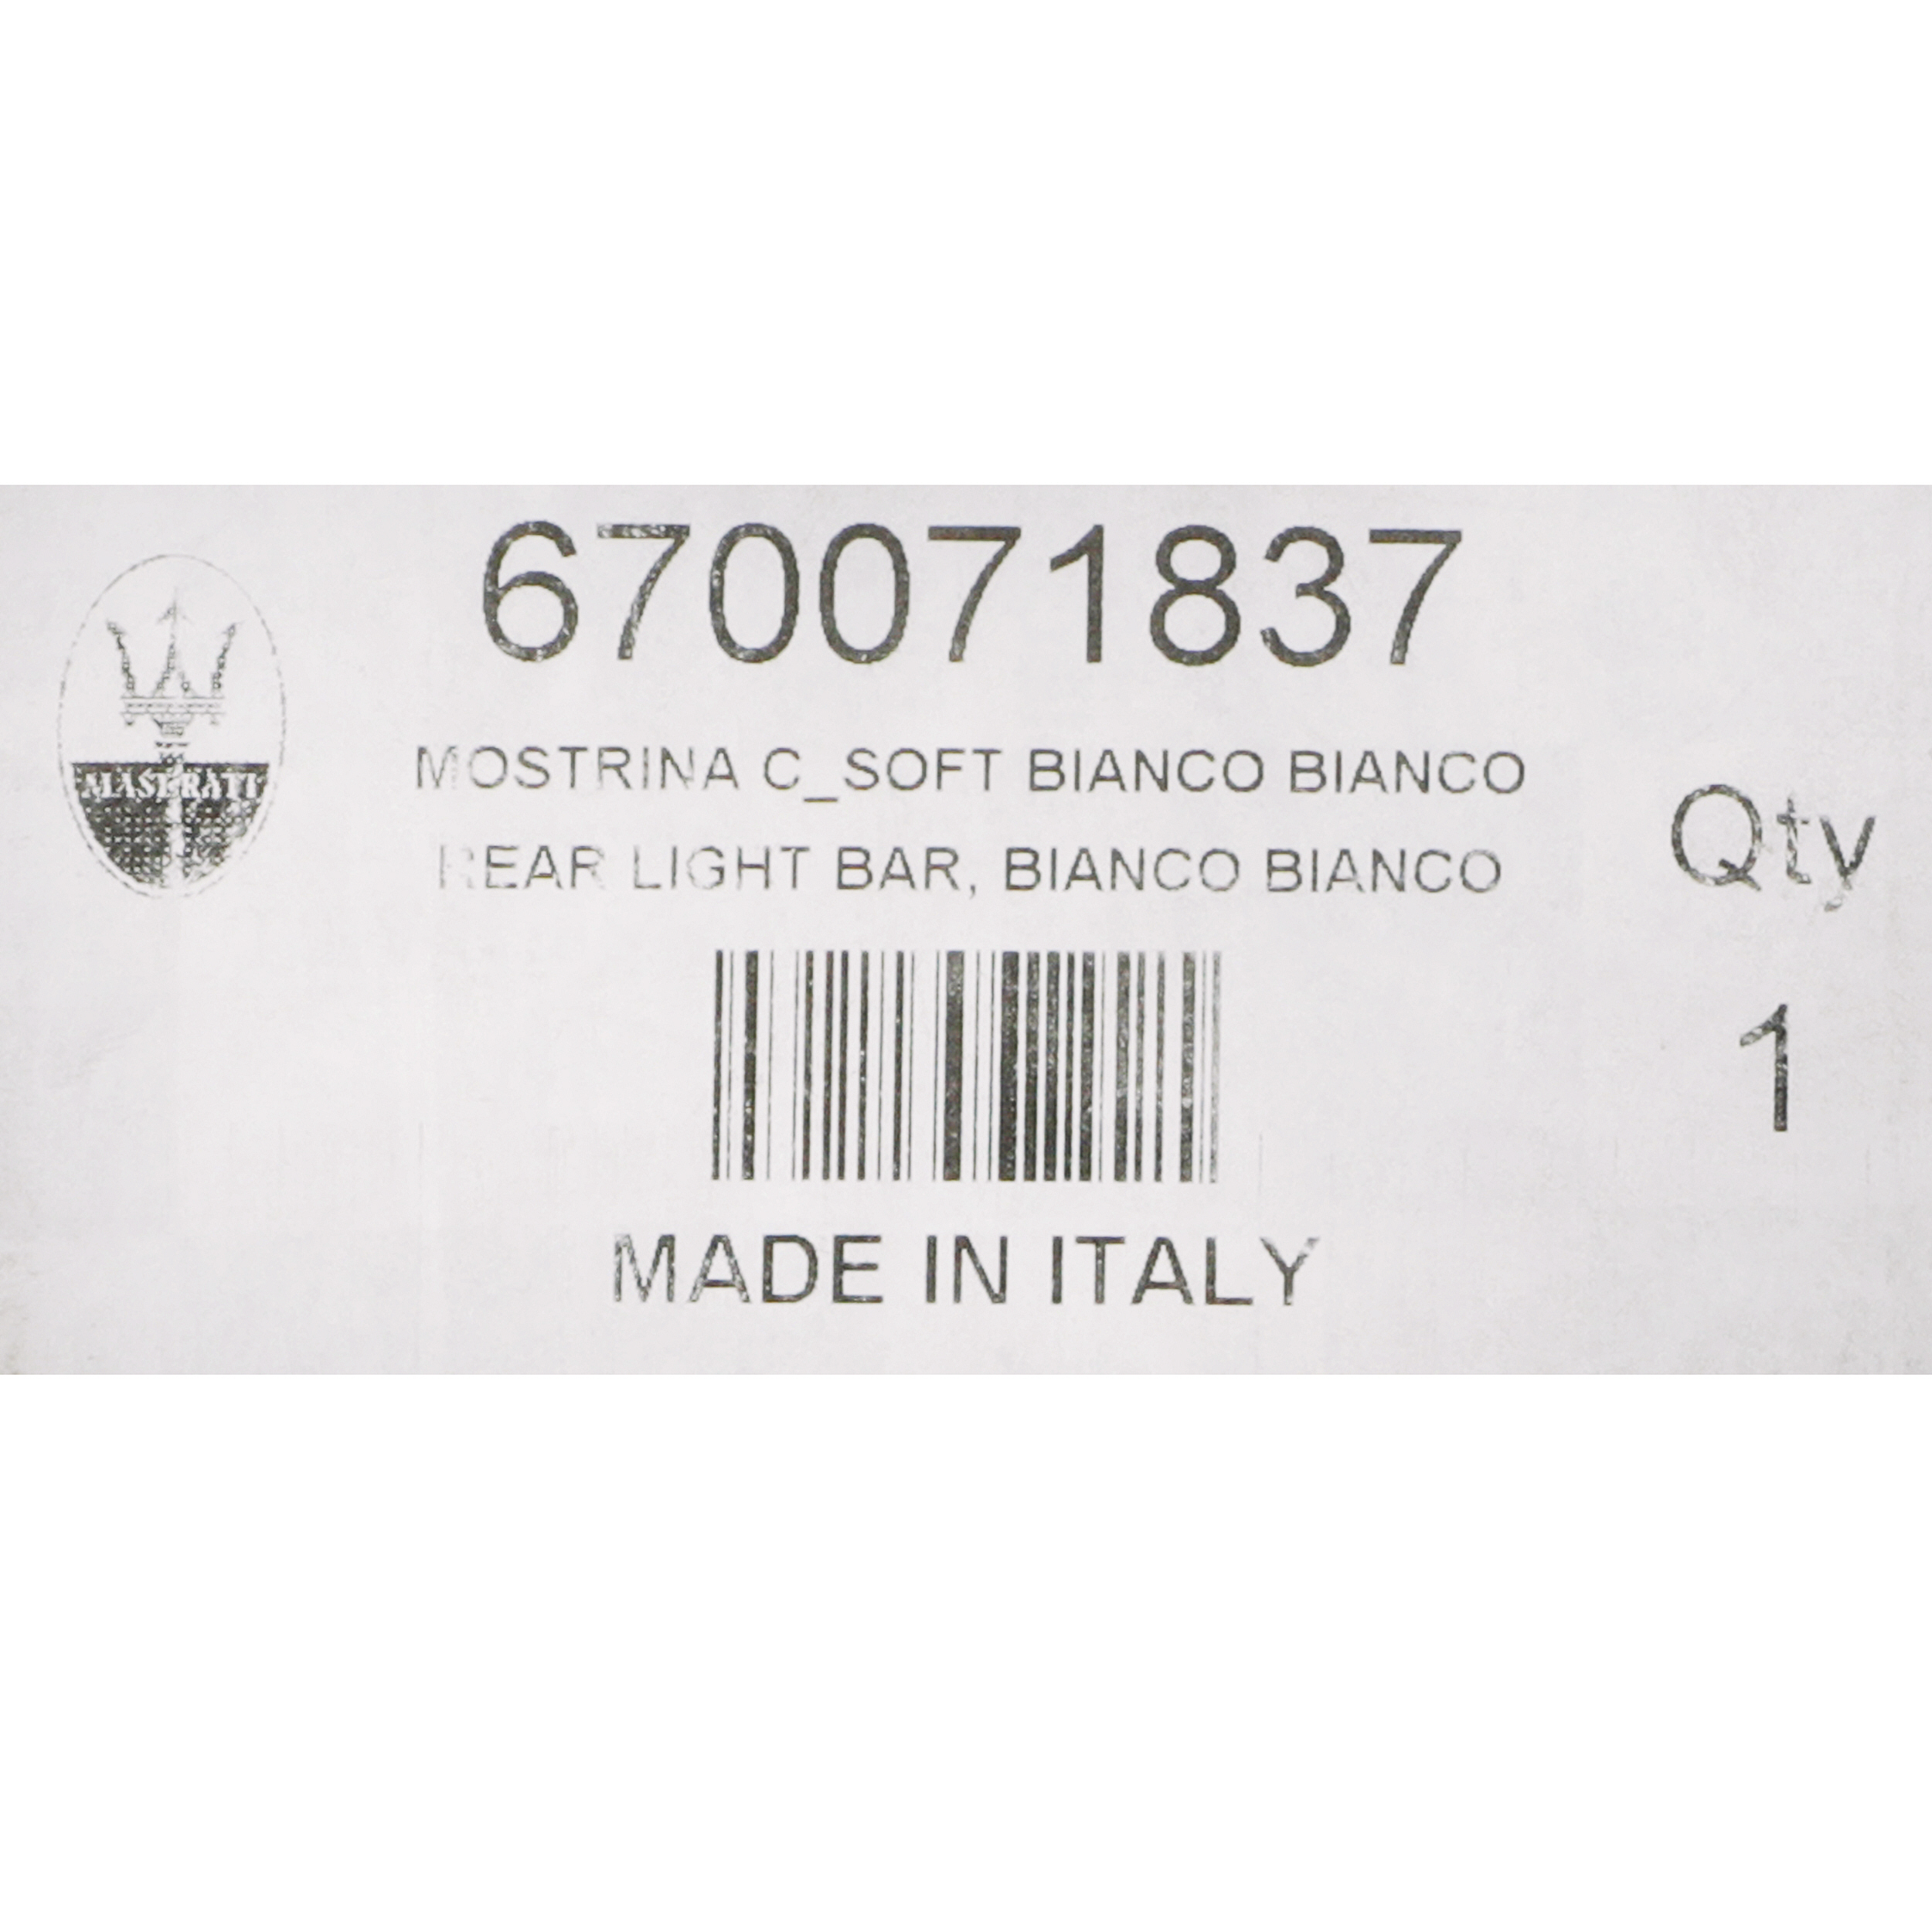 670071837
MASERATI
MOSTRINA C_SOFT BIANCO BIANCO
REAR LIGHT BAR, BIANCO BIANCO
Qty
1
MADE IN ITALY